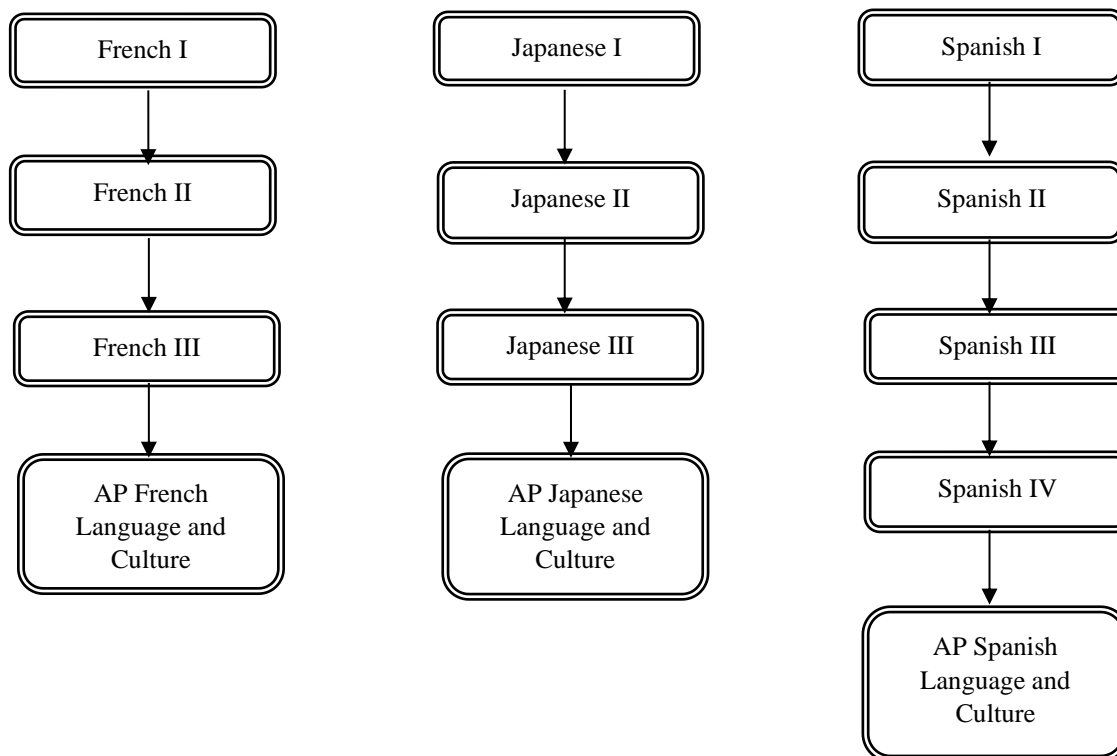 French I
French II
French III
AP French
Language and
Culture
Japanese I
Japanese II
Japanese III
AP Japanese
Language and
Culture
Spanish I
Spanish II
Spanish III
Spanish IV
AP Spanish
Language and
Culture